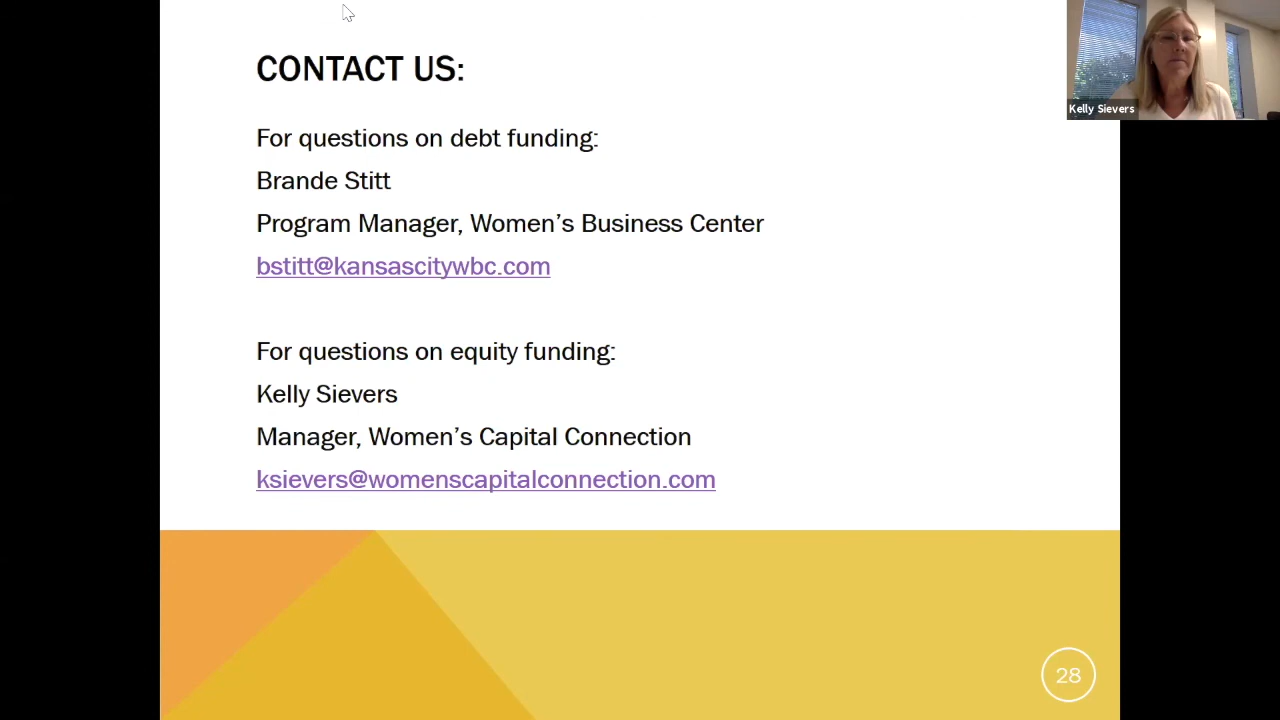 CONTACT US:
For questions on debt funding:
Brande Stitt
Program Manager, Women’s Business Center
bstitt@kansascitywbc.com
For questions on equity funding:
Kelly Sievers
Manager, Women’s Capital Connection
ksievers@womenscapitalconnection.com
28
Kelly Sievers